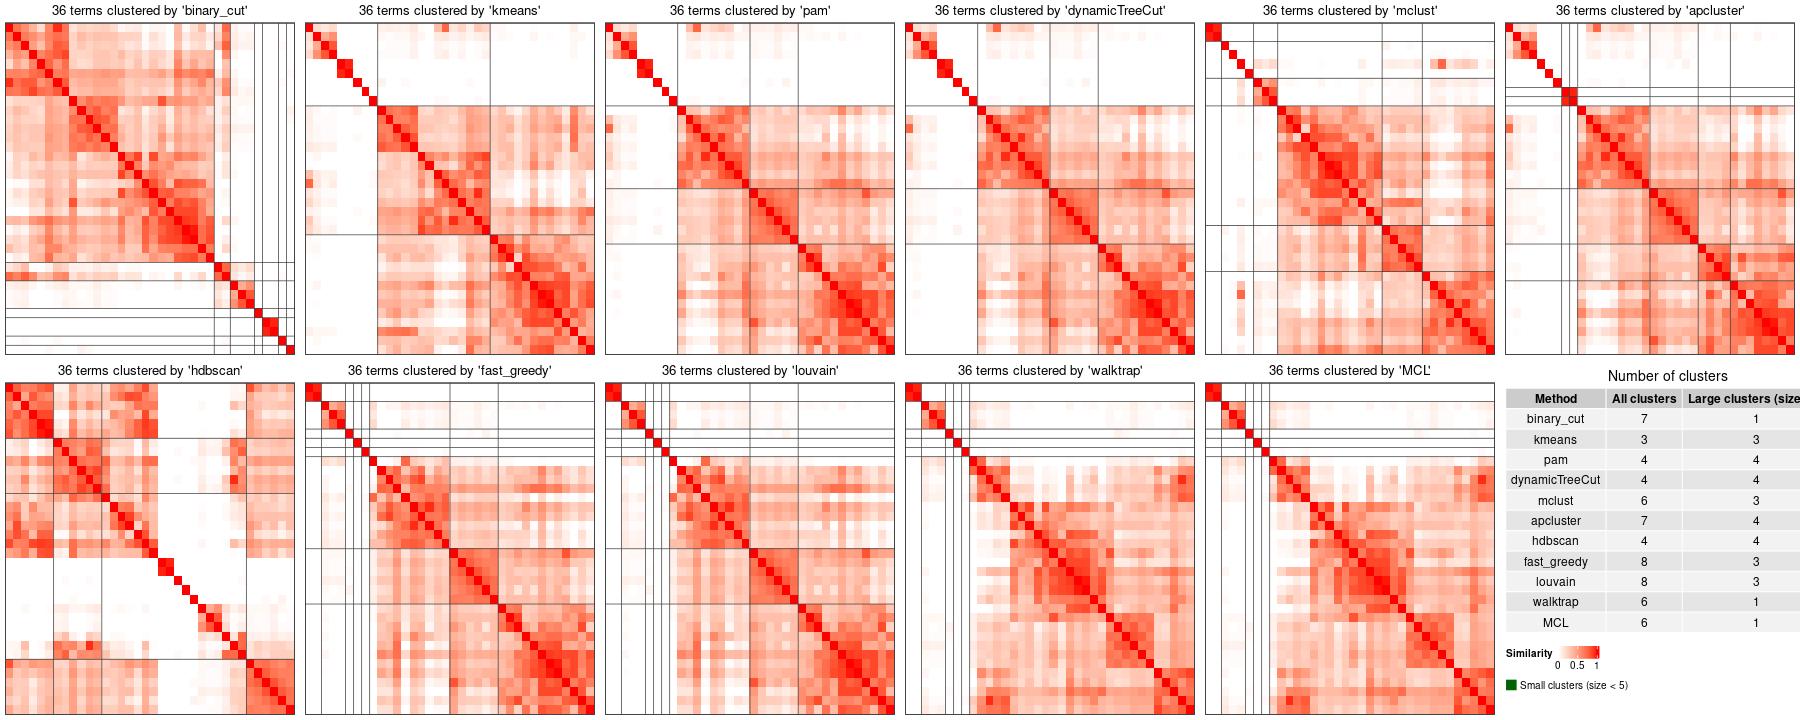 36 terms clustered by 'binary_cut'
36 terms clustered by 'kmeans'
36 terms clustered by 'pam'
36 terms clustered by 'dynamicTreeCut'
36 terms clustered by 'mclust'
36 terms clustered by 'apcluster'
36 terms clustered by 'hdbscan'
36 terms clustered by 'fast_greedy'
36 terms clustered by 'louvain'
36 terms clustered by 'walktrap'
36 terms clustered by 'MCL'
Number of clusters
Method All clusters Large clusters (size
binary_cut 7 1
kmeans 3 3
pam 4 4
dynamicTreeCut 4 4
mclust 6 3
apcluster 7 4
hdbscan 4 4
fast_greedy 8 3
louvain 8 3
walktrap 6 1
MCL 6 1
Similarity
0 0.5 1
Small clusters (size < 5)